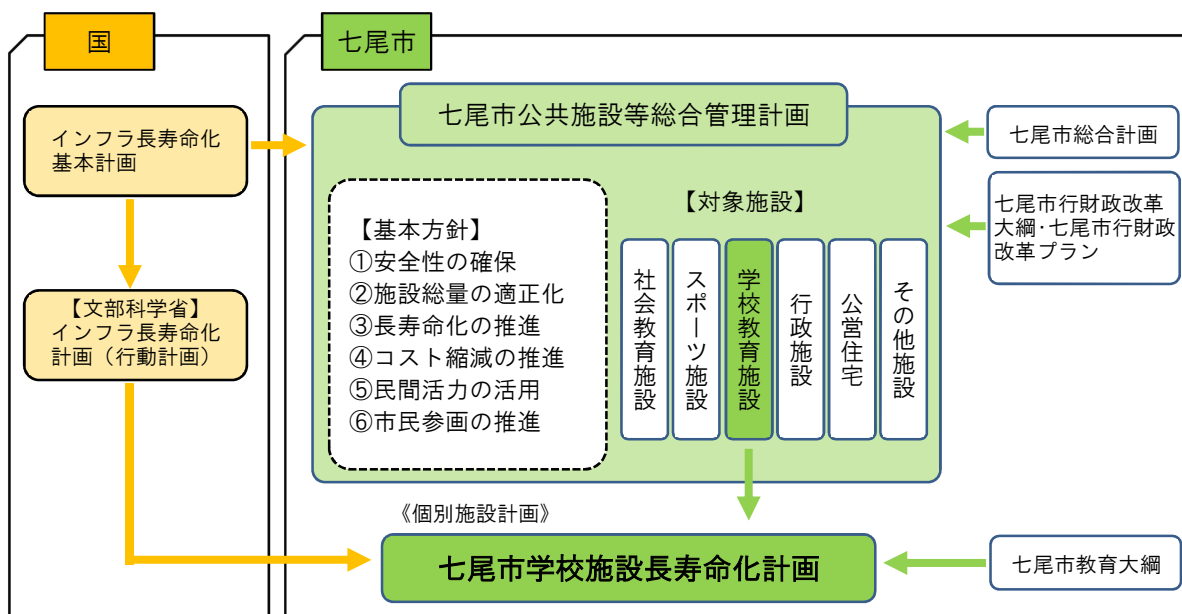 国
七尾市
インフラ長寿命化
基本計画
【文部科学省】
インフラ長寿命化
計画（行動計画）
七尾市公共施設等総合管理計画
【基本方針】
①安全性の確保
②施設総量の適正化
③長寿命化の推進
④コスト縮減の推進
⑤民間活力の活用
⑥市民参画の推進
【対象施設】
社会教育施設
スポーツ施設
学校教育施設
行政施設
公営住宅
その他施設
七尾市総合計画
七尾市行財政改革
大綱･七尾市行財政
改革プラン
《個別施設計画》
七尾市学校施設長寿命化計画
七尾市教育大綱